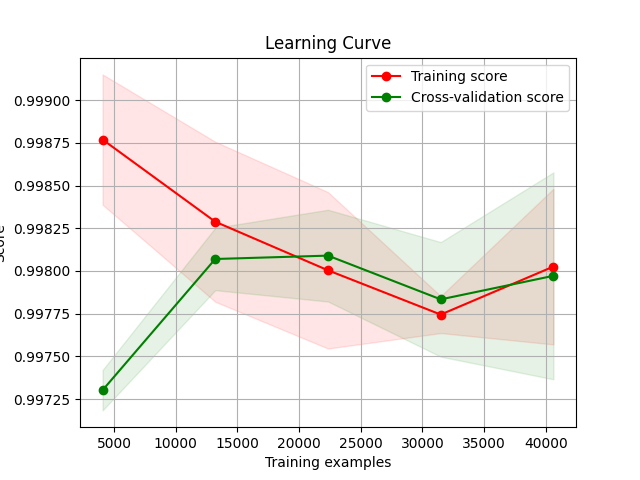 Learning Curve
Training score
Cross-validation score
0.99900
0.99875
0.99850
0.99825
0.99800
0.99775
0.99750
0.99725
5000 10000 15000 20000 25000 30000 35000 40000
Training examples